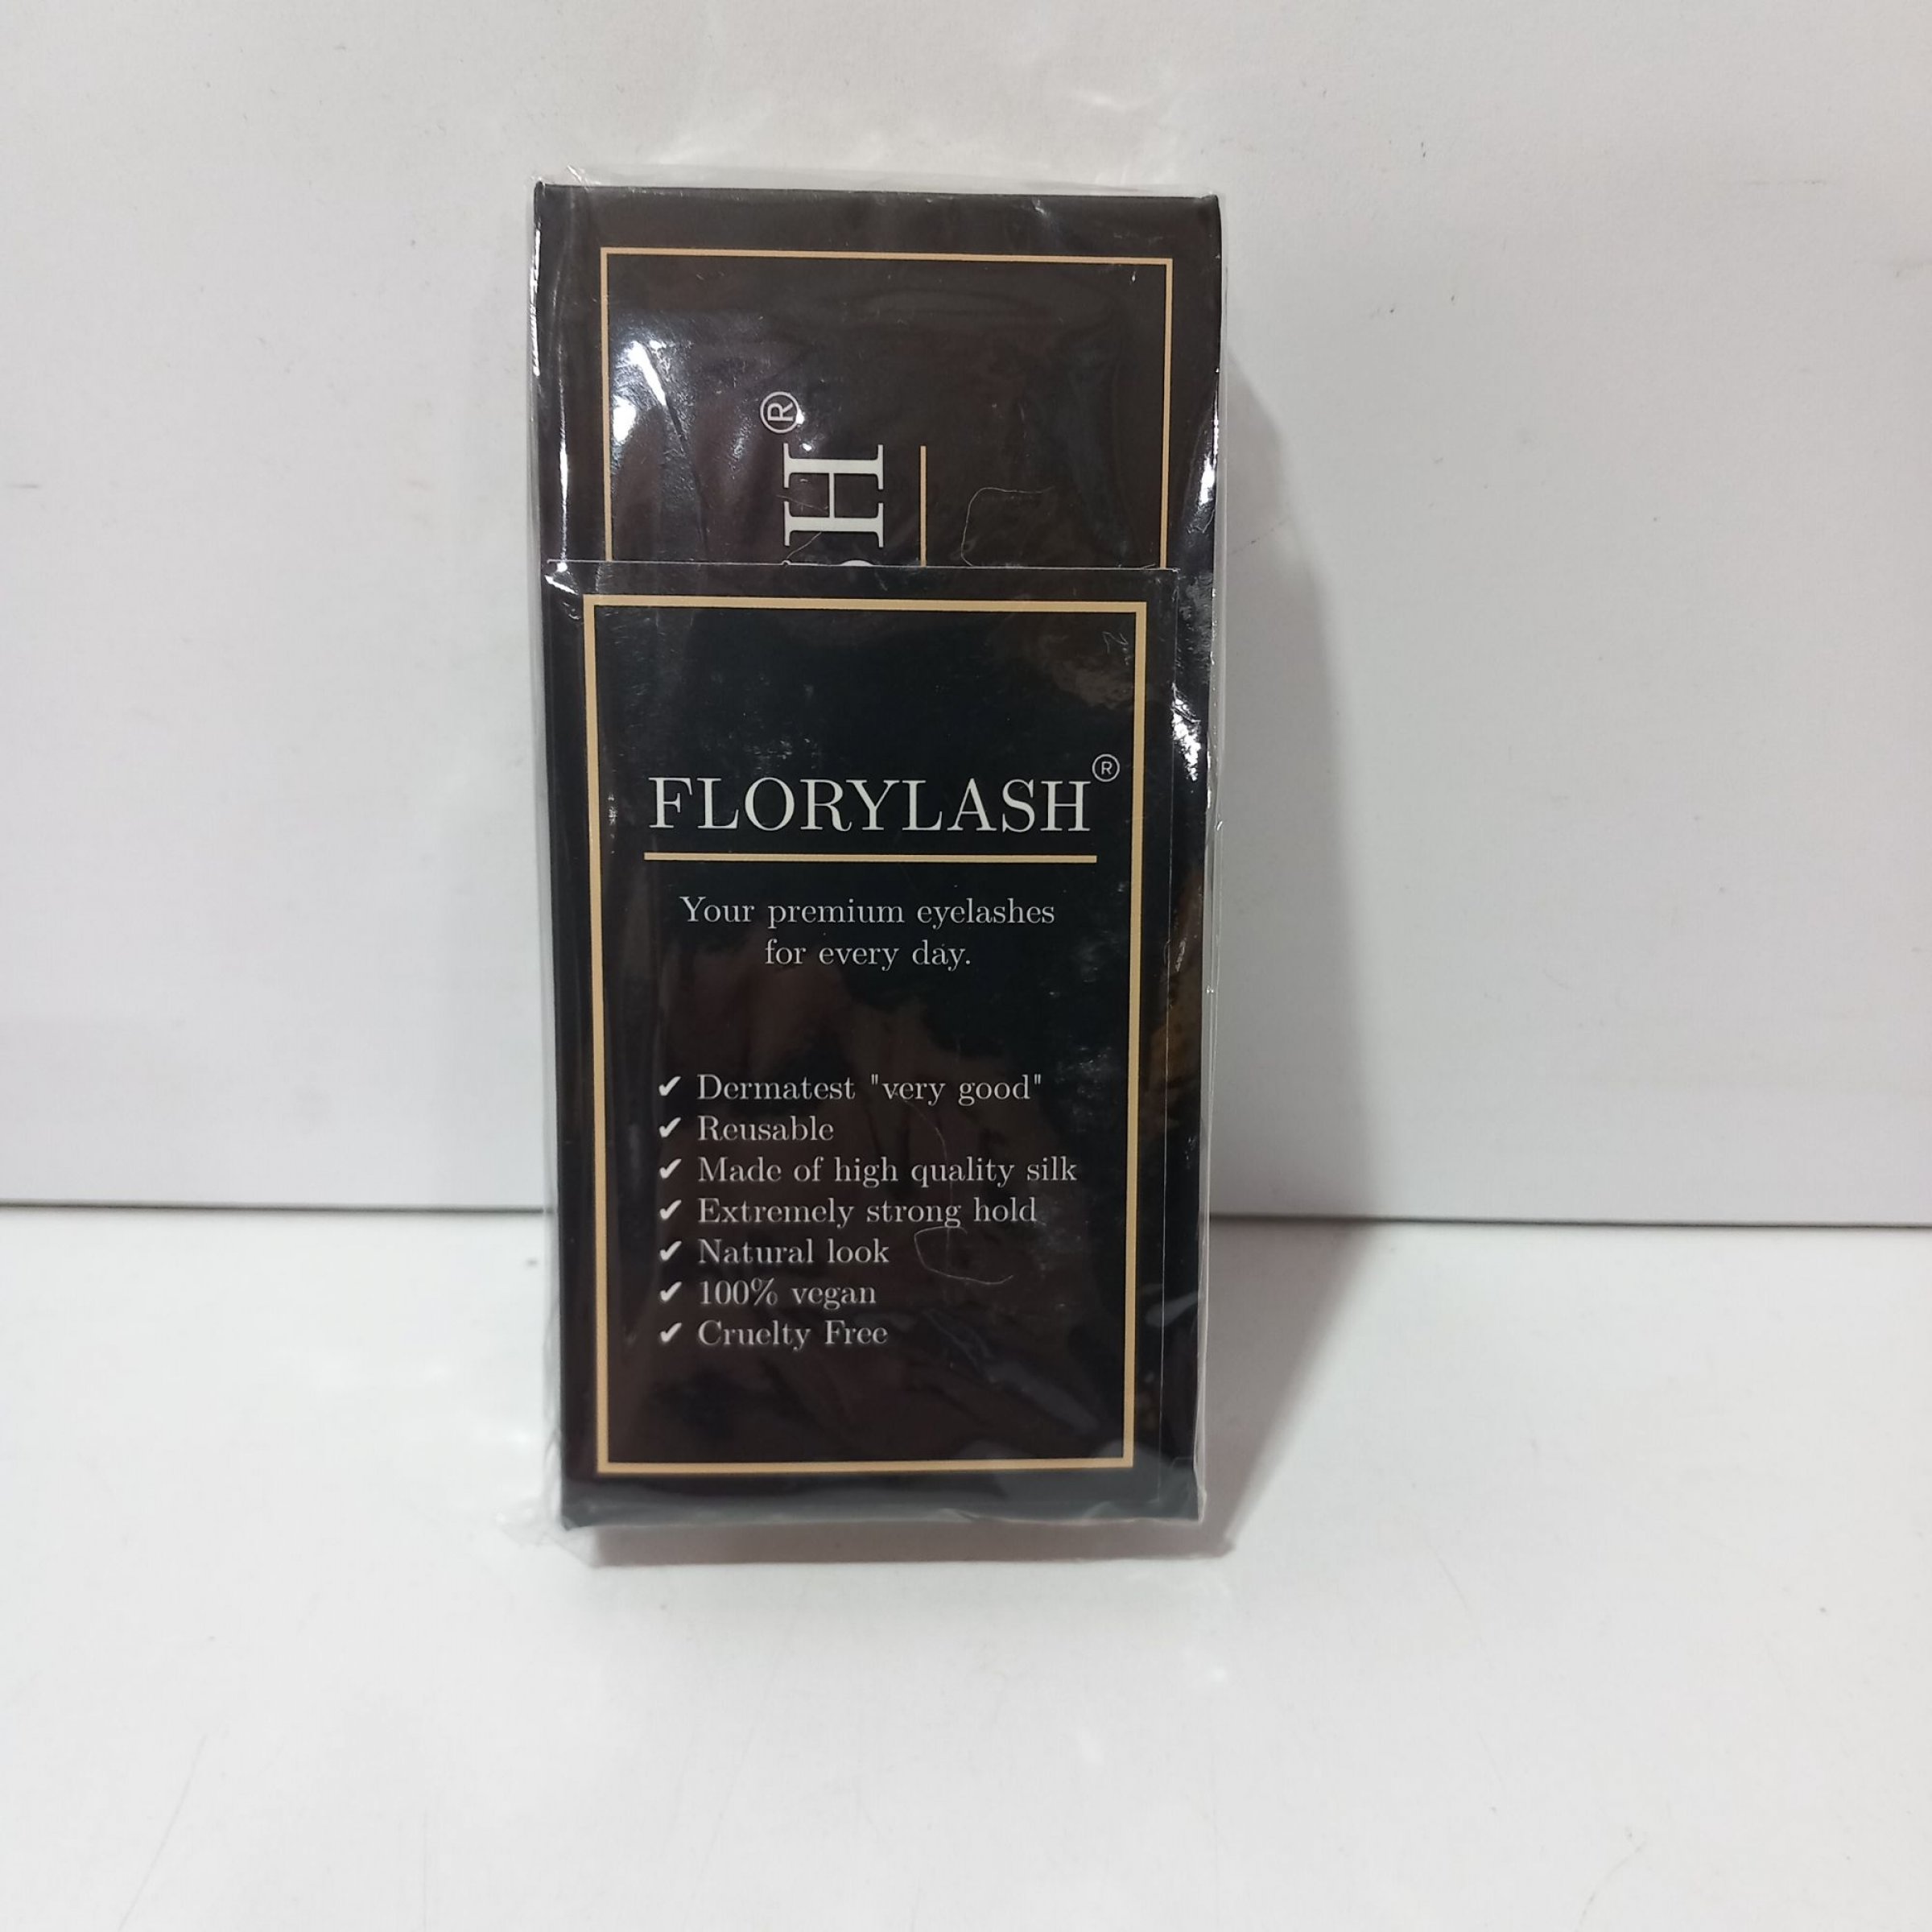 H®
FLORYLASH®
Your premium eyelashes
for every day.
✔ Dermatest "very good"
✔ Reusable
✔ Made of high quality silk
✔ Extremely strong hold
✔ Natural look
✔ 100% vegan
✔ Cruelty Free